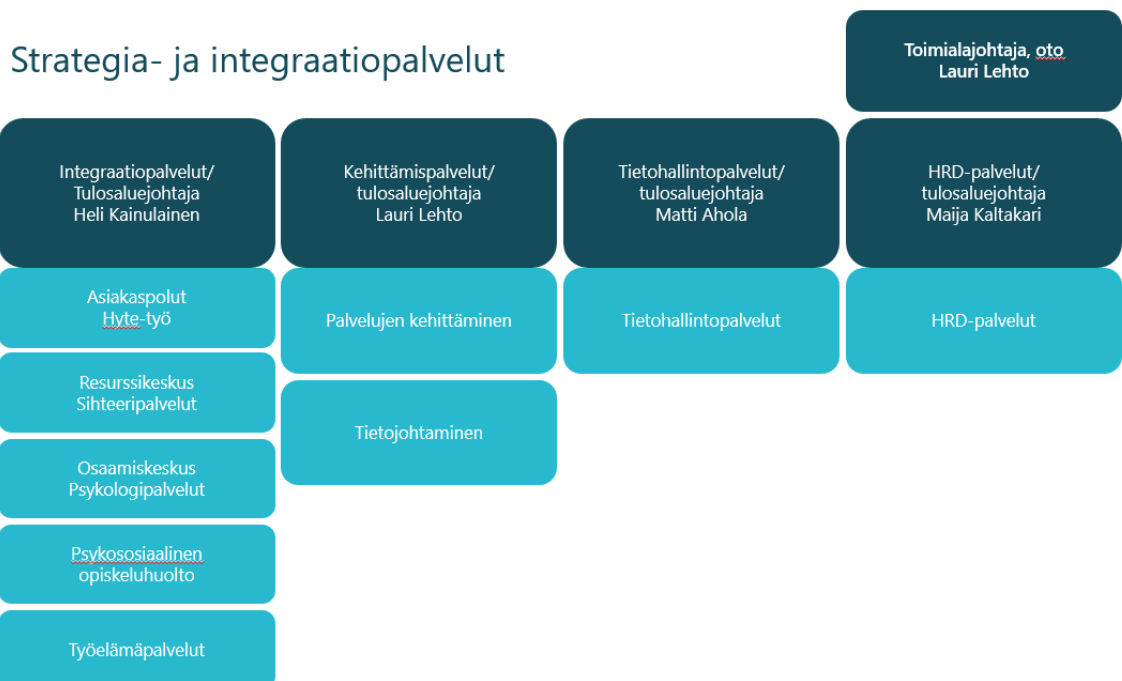 Strategia- ja integraatiopalvelut
Toimialajohtaja, oto
Lauri Lehto
Integraatiopalvelut/
Tulosaluejohtaja
Heli Kainulainen
Kehittämispalvelut/
tulosaluejohtaja
Lauri Lehto
Tietohallintopalvelut/
tulosaluejohtaja
Matti Ahola
HRD-palvelut/
tulosaluejohtaja
Maija Kaltakari
Asiakaspolut
Hyte-työ
Resurssikeskus
Sihteeripalvelut
Osaamiskeskus
Psykologipalvelut
Psykososiaalinen
opiskeluhuolto
Työelämäpalvelut
Palvelujen kehittäminen
Tietojohtaminen
Tietohallintopalvelut
HRD-palvelut